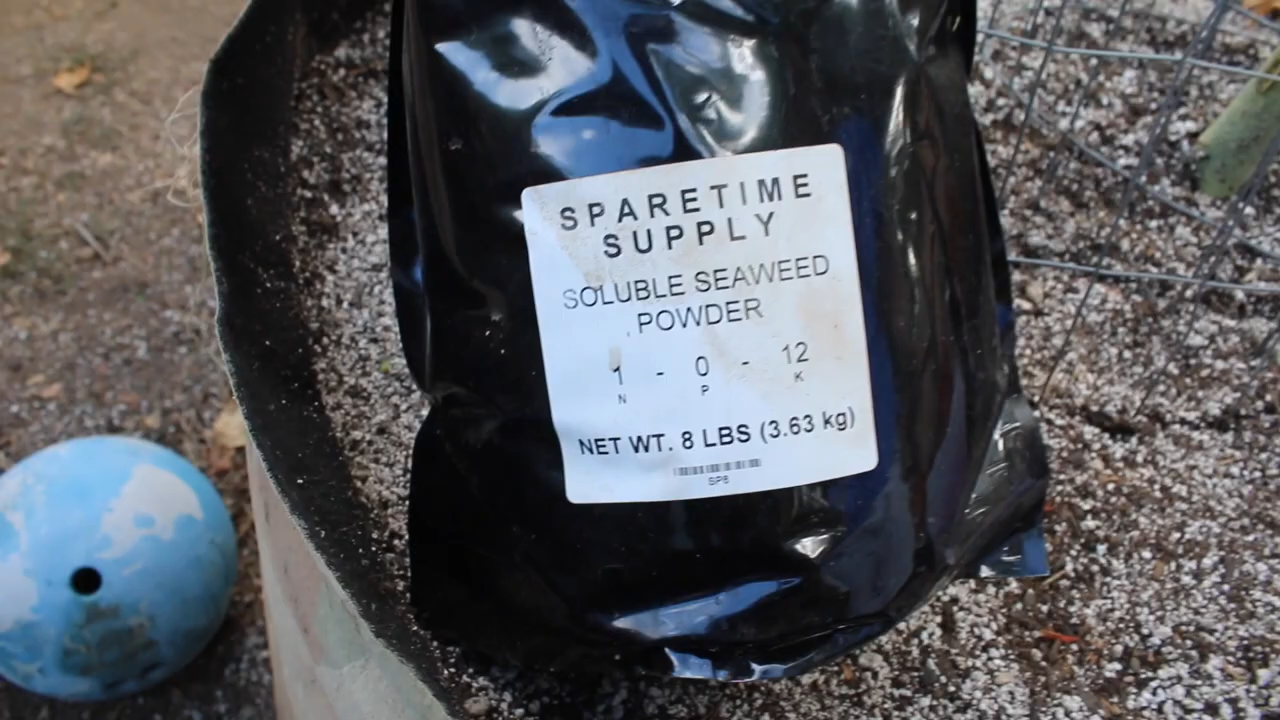 SPARETIME
SUPPLY
SOLUBLE SEAWEED
POWDER
1 - 0 - 12
N P K
NET WT. 8 LBS (3.63 kg)
SP8